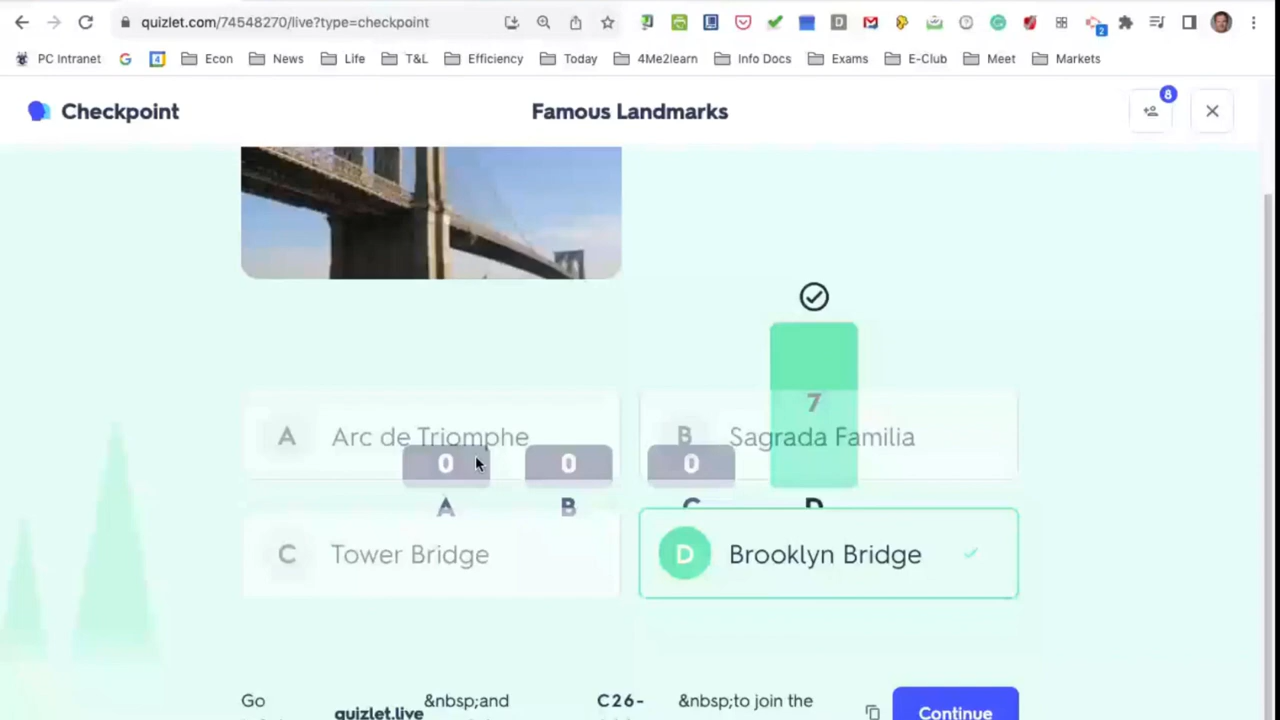 quizlet.com/74548270/live?type=checkpoint
D
2
PC Intranet
4
Econ
News
Life
T&L
Efficiency
Today
4Me2learn
Info Docs
Exams
E-Club
Meet
Markets
Checkpoint
Famous Landmarks
8
7
A Arc de Triomphe
B Sagrada Familia
0 0 0
A B C D
C Tower Bridge
D Brooklyn Bridge
Go &nbsp;and C26- &nbsp;to join the
quizlet.live
Continue